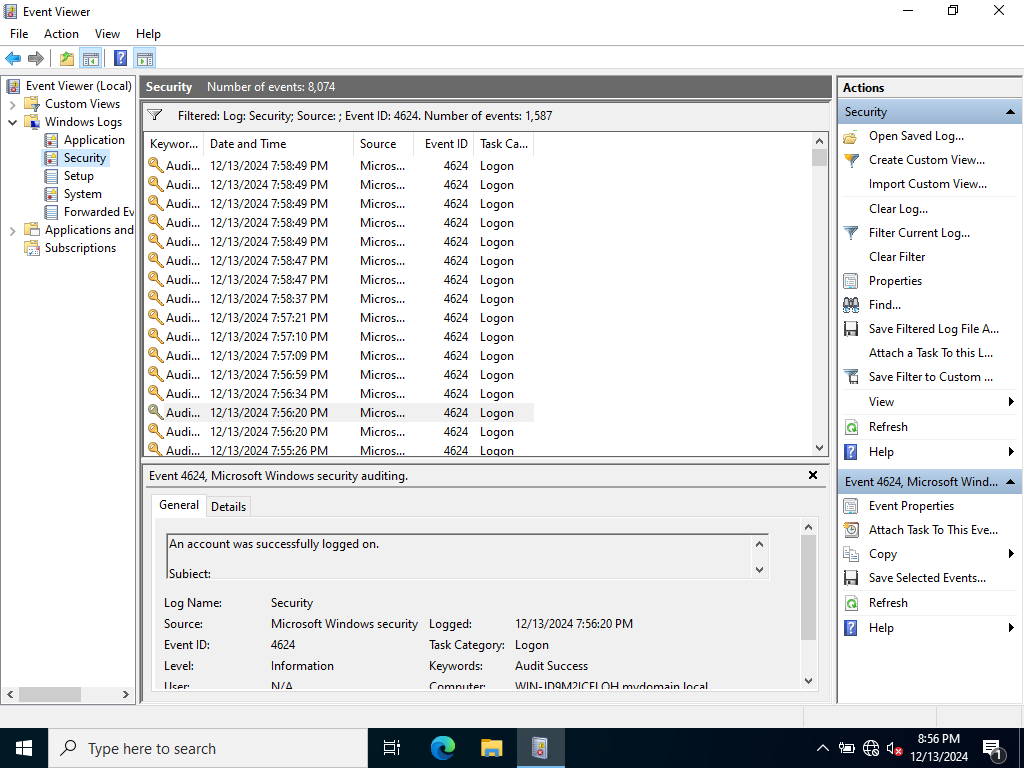 Event Viewer
File Action View Help
Event Viewer (Local)
Custom Views
Windows Logs
Application
Security
Setup
System
Forwarded Ev
Applications and
Subscriptions
Security Number of events: 8,074
Filtered: Log: Security; Source: ; Event ID: 4624. Number of events: 1,587
Keywor... Date and Time Source Event ID Task Ca...
Audi... 12/13/2024 7:58:49 PM Micros... 4624 Logon
Audi... 12/13/2024 7:58:49 PM Micros... 4624 Logon
Audi... 12/13/2024 7:58:49 PM Micros... 4624 Logon
Audi... 12/13/2024 7:58:49 PM Micros... 4624 Logon
Audi... 12/13/2024 7:58:49 PM Micros... 4624 Logon
Audi... 12/13/2024 7:58:47 PM Micros... 4624 Logon
Audi... 12/13/2024 7:58:47 PM Micros... 4624 Logon
Audi... 12/13/2024 7:58:37 PM Micros... 4624 Logon
Audi... 12/13/2024 7:57:21 PM Micros... 4624 Logon
Audi... 12/13/2024 7:57:10 PM Micros... 4624 Logon
Audi... 12/13/2024 7:57:09 PM Micros... 4624 Logon
Audi... 12/13/2024 7:56:59 PM Micros... 4624 Logon
Audi... 12/13/2024 7:56:34 PM Micros... 4624 Logon
Audi... 12/13/2024 7:56:20 PM Micros... 4624 Logon
Audi... 12/13/2024 7:56:20 PM Micros... 4624 Logon
Audi... 12/13/2024 7:55:26 PM Micros... 4624 Logon
Event 4624, Microsoft Windows security auditing.
General Details
An account was successfully logged on.
Subject:
Log Name: Security
Source: Microsoft Windows security Logged: 12/13/2024 7:56:20 PM
Event ID: 4624 Task Category: Logon
Level: Information Keywords: Audit Success
User: N/A Computer: WIN-JD9M2ICFLOH.mydomain.local
Actions
Security
Open Saved Log...
Create Custom View...
Import Custom View...
Clear Log...
Filter Current Log...
Clear Filter
Properties
Find...
Save Filtered Log File A...
Attach a Task To this L...
Save Filter to Custom ...
View
Refresh
Help
Event 4624, Microsoft Wind...
Event Properties
Attach Task To This Eve...
Copy
Save Selected Events...
Refresh
Help
Type here to search
8:56 PM
12/13/2024
1